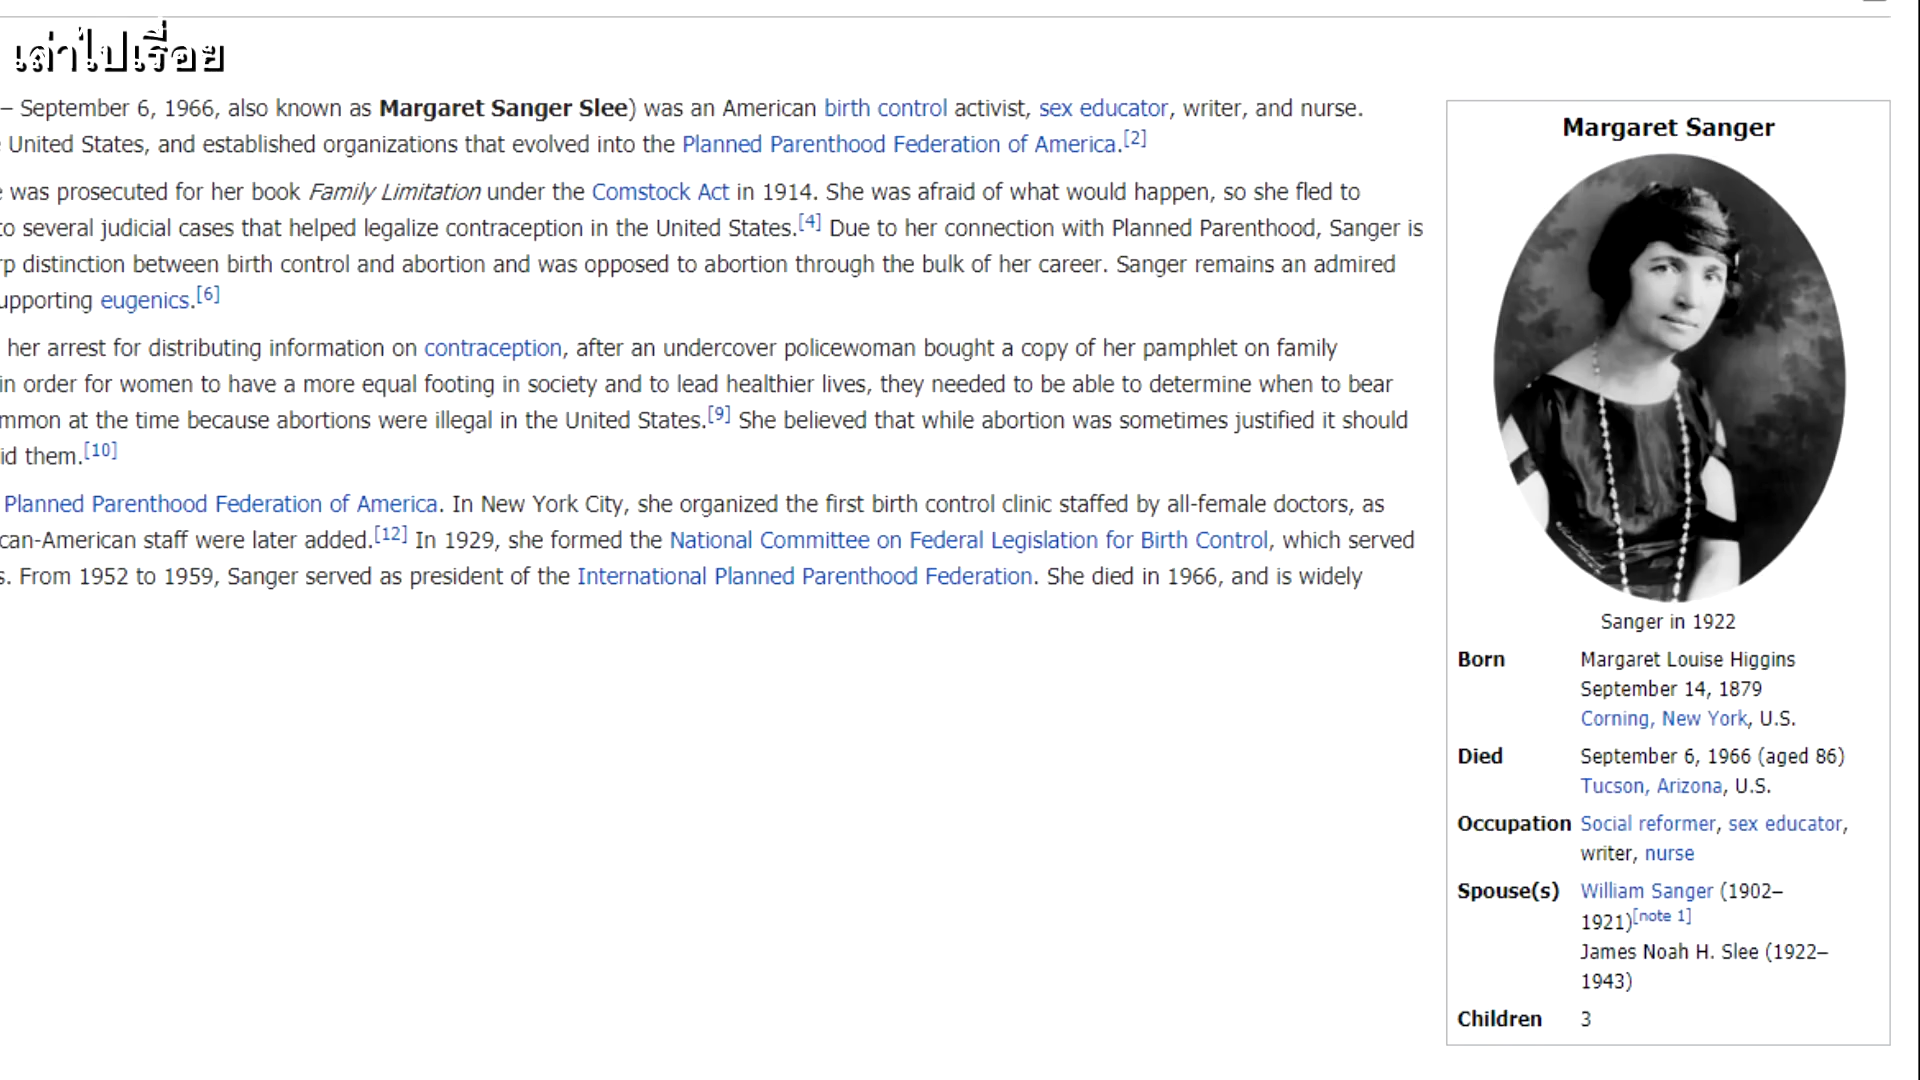 เล่าไปเรื่อย
– September 6, 1966, also known as Margaret Sanger Slee) was an American birth control activist, sex educator, writer, and nurse.
United States, and established organizations that evolved into the Planned Parenthood Federation of America.[2]
was prosecuted for her book Family Limitation under the Comstock Act in 1914. She was afraid of what would happen, so she fled to
to several judicial cases that helped legalize contraception in the United States.[4] Due to her connection with Planned Parenthood, Sanger is
rp distinction between birth control and abortion and was opposed to abortion through the bulk of her career. Sanger remains an admired
upporting eugenics.[6]
her arrest for distributing information on contraception, after an undercover policewoman bought a copy of her pamphlet on family
in order for women to have a more equal footing in society and to lead healthier lives, they needed to be able to determine when to bear
mmon at the time because abortions were illegal in the United States.[9] She believed that while abortion was sometimes justified it should
id them.[10]
Planned Parenthood Federation of America. In New York City, she organized the first birth control clinic staffed by all-female doctors, as
can-American staff were later added.[12] In 1929, she formed the National Committee on Federal Legislation for Birth Control, which served
s. From 1952 to 1959, Sanger served as president of the International Planned Parenthood Federation. She died in 1966, and is widely
Margaret Sanger
Sanger in 1922
Born Margaret Louise Higgins
September 14, 1879
Corning, New York, U.S.
Died September 6, 1966 (aged 86)
Tucson, Arizona, U.S.
Occupation Social reformer, sex educator,
writer, nurse
Spouse(s) William Sanger (1902–
1921)[note 1]
James Noah H. Slee (1922–
1943)
Children 3